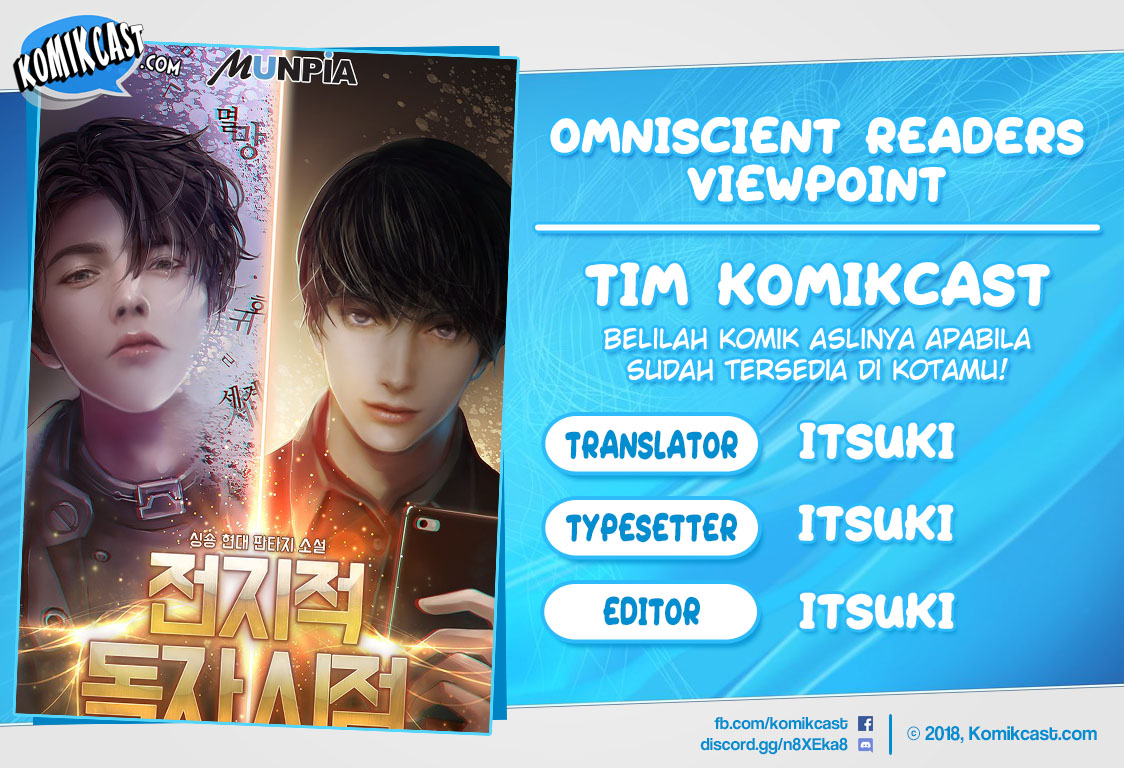 KOMIKCAST
.COM
MUNPIA
멸망
휴
세계
싱숑 현대 판타지 소설
전지적
독자 시점
OMNISCIENT READERS
VIEWPOINT
TIM KOMIKCAST
BELILAH KOMIK ASLINYA APABILA
SUDAH TERSEDIA DI KOTAMU!
TRANSLATOR ITSUKI
TYPESETTER ITSUKI
EDITOR ITSUKI
fb.com/komikcast
discord.gg/n8XEka8
© 2018, Komikcast.com